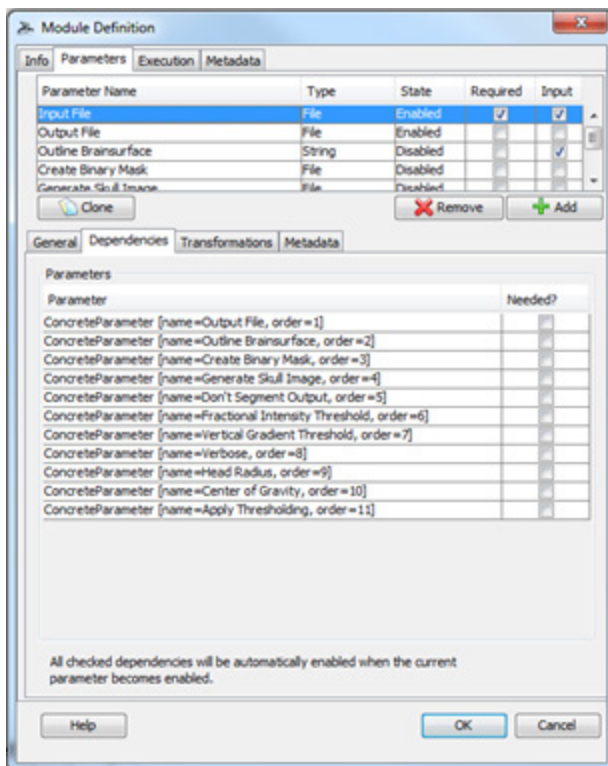 Module Definition
Info Parameters Execution Metadata
Parameter Name Type State Required Input
Input File File Enabled
Output File File Enabled
Outline Brainsurface String Disabled
Create Binary Mask File Disabled
Generate Skull Image File Disabled
Clone Remove Add
General Dependencies Transformations Metadata
Parameters
Parameter Needed?
ConcreteParameter [name=Output File, order=1]
ConcreteParameter [name=Outline Brainsurface, order=2]
ConcreteParameter [name=Create Binary Mask, order=3]
ConcreteParameter [name=Generate Skull Image, order=4]
ConcreteParameter [name=Don't Segment Output, order=5]
ConcreteParameter [name=Fractional Intensity Threshold, order=6]
ConcreteParameter [name=Vertical Gradient Threshold, order=7]
ConcreteParameter [name=Verbose, order=8]
ConcreteParameter [name=Head Radius, order=9]
ConcreteParameter [name=Center of Gravity, order=10]
ConcreteParameter [name=Apply Thresholding, order=11]
All checked dependencies will be automatically enabled when the current
parameter becomes enabled.
Help OK Cancel